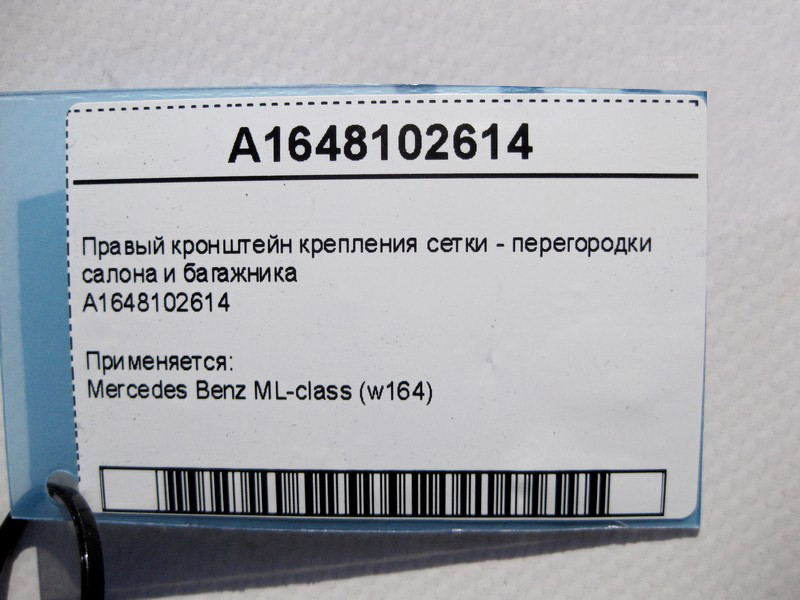 A1648102614
Правый кронштейн крепления сетки - перегородки
салона и багажника
A1648102614
Применяется:
Mercedes Benz ML-class (w164)